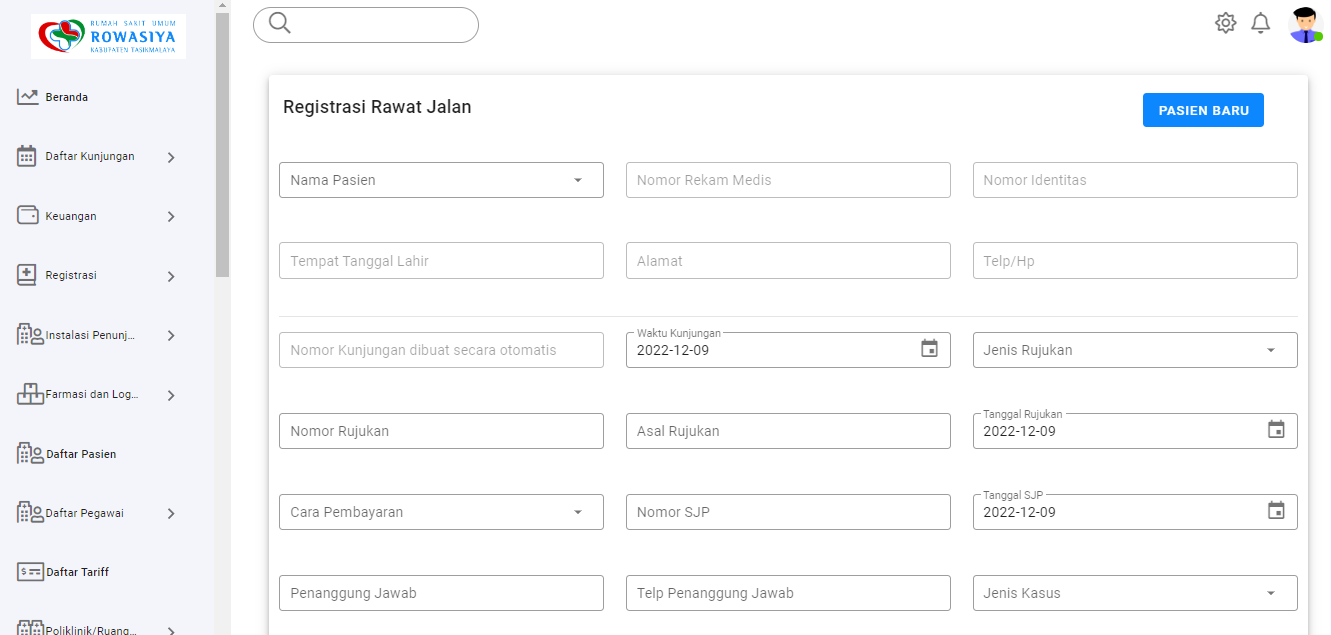 RUMAH SAKIT UMUM
ROWASIYA
KABUPATEN TASIKMALAYA
Beranda
Daftar Kunjungan
Keuangan
Registrasi
Instalasi Penunj...
Farmasi dan Log...
Daftar Pasien
Daftar Pegawai
Daftar Tariff
Poliklinik/Ruang...
Registrasi Rawat Jalan
PASIEN BARU
Nama Pasien
Nomor Rekam Medis
Nomor Identitas
Tempat Tanggal Lahir
Alamat
Telp/Hp
Nomor Kunjungan dibuat secara otomatis
Waktu Kunjungan
2022-12-09
Jenis Rujukan
Nomor Rujukan
Asal Rujukan
Tanggal Rujukan
2022-12-09
Cara Pembayaran
Nomor SJP
Tanggal SJP
2022-12-09
Penanggung Jawab
Telp Penanggung Jawab
Jenis Kasus